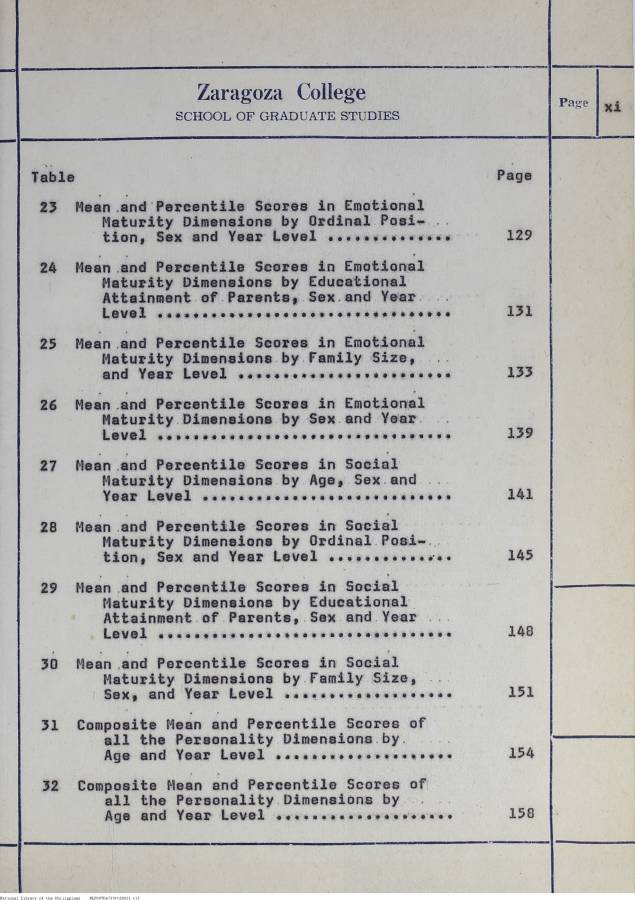 Zaragoza College
SCHOOL OF GRADUATE STUDIES
Page xi
Table Page
23 Mean and Percentile Scores in Emotional
Maturity Dimensions by Ordinal Posi-
tion, Sex and Year Level .............. 129
24 Mean and Percentile Scores in Emotional
Maturity Dimensions by Educational
Attainment of Parents, Sex and Year
Level ................................. 131
25 Mean and Percentile Scores in Emotional
Maturity Dimensions by Family Size,
and Year Level ........................ 133
26 Mean and Percentile Scores in Emotional
Maturity Dimensions by Sex and Year
Level ................................. 139
27 Mean and Percentile Scores in Social
Maturity Dimensions by Age, Sex and
Year Level ............................ 141
28 Mean and Percentile Scores in Social
Maturity Dimensions by Ordinal Posi-
tion, Sex and Year Level .............. 145
29 Mean and Percentile Scores in Social
Maturity Dimensions by Educational
Attainment of Parents, Sex and Year
Level ................................. 148
30 Mean and Percentile Scores in Social
Maturity Dimensions by Family Size,
Sex, and Year Level ................... 151
31 Composite Mean and Percentile Scores of
all the Personality Dimensions by
Age and Year Level .................... 154
32 Composite Mean and Percentile Scores of
all the Personality Dimensions by
Age and Year Level .................... 158
National Library of the Philippines